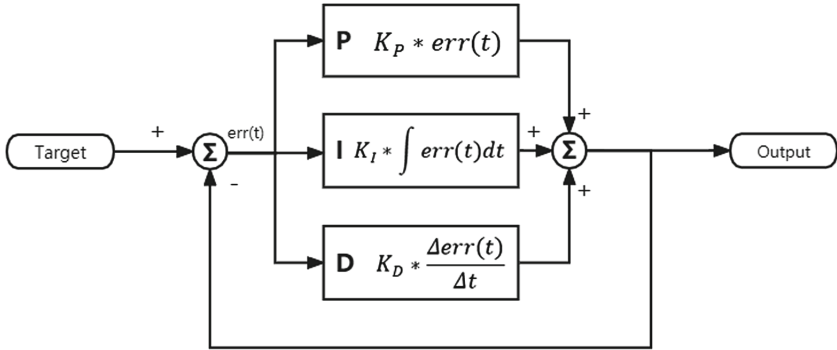 P K_P * err(t)
+
+
err(t)
+
Target
Σ
I K_I * ∫ err(t)dt
Σ
Output
-
+
D K_D * Δerr(t)/Δt